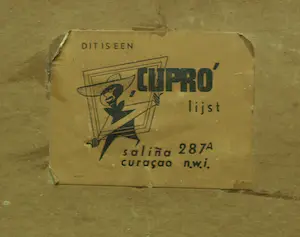 DIT IS EEN
'CUPRO'
lijst
saliña 287A
curaçao n.w.i.